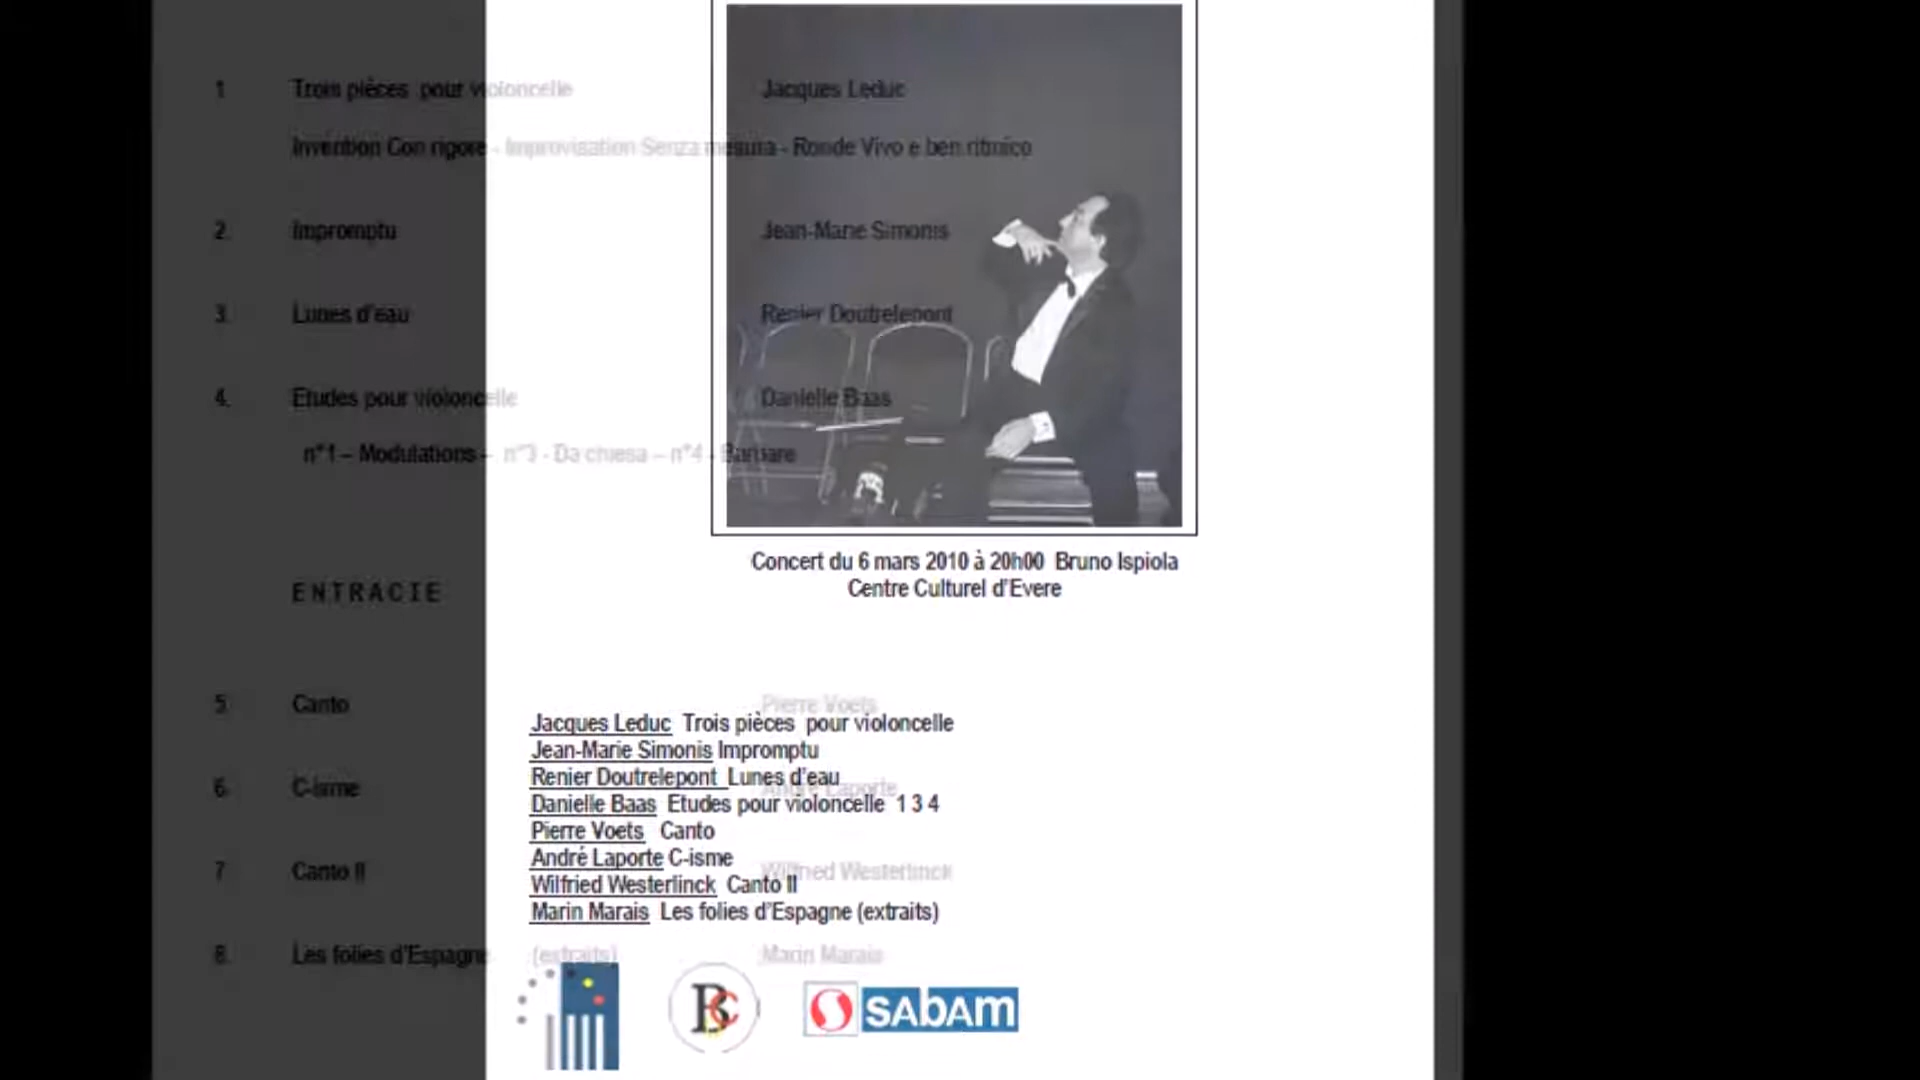 1 Trois pièces pour violoncelle Jacques Leduc
Invention Con rigore - Improvisation Senza mesura - Ronde Vivo e ben ritmico
2. Impromptu Jean-Marie Simonis
3. Lunes d'eau Renier Doutrelepont
4. Etudes pour violoncelle Danielle Baas
n°1 – Modulations – n°3 - Da chiesa – n°4 - Barbare
Concert du 6 mars 2010 à 20h00 Bruno Ispiola
Centre Culturel d'Evere
ENTRACTE
5 Canto Pierre Voets
6. C-isme André Laporte
7 Canto II Wilfried Westerlinck
8. Les folies d'Espagne (extraits) Marin Marais
Jacques Leduc Trois pièces pour violoncelle
Jean-Marie Simonis Impromptu
Renier Doutrelepont Lunes d'eau
Danielle Baas Etudes pour violoncelle 1 3 4
Pierre Voets Canto
André Laporte C-isme
Wilfried Westerlinck Canto II
Marin Marais Les folies d'Espagne (extraits)
BC
sabam